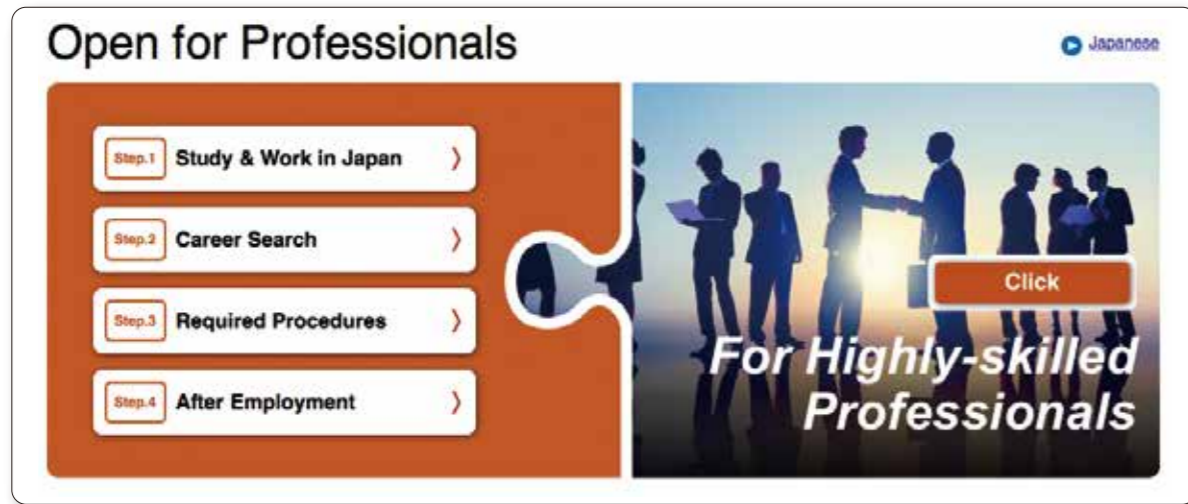 Open for Professionals
Japanese
Step.1 Study & Work in Japan
Step.2 Career Search
Step.3 Required Procedures
Step.4 After Employment
Click
For Highly-skilled
Professionals